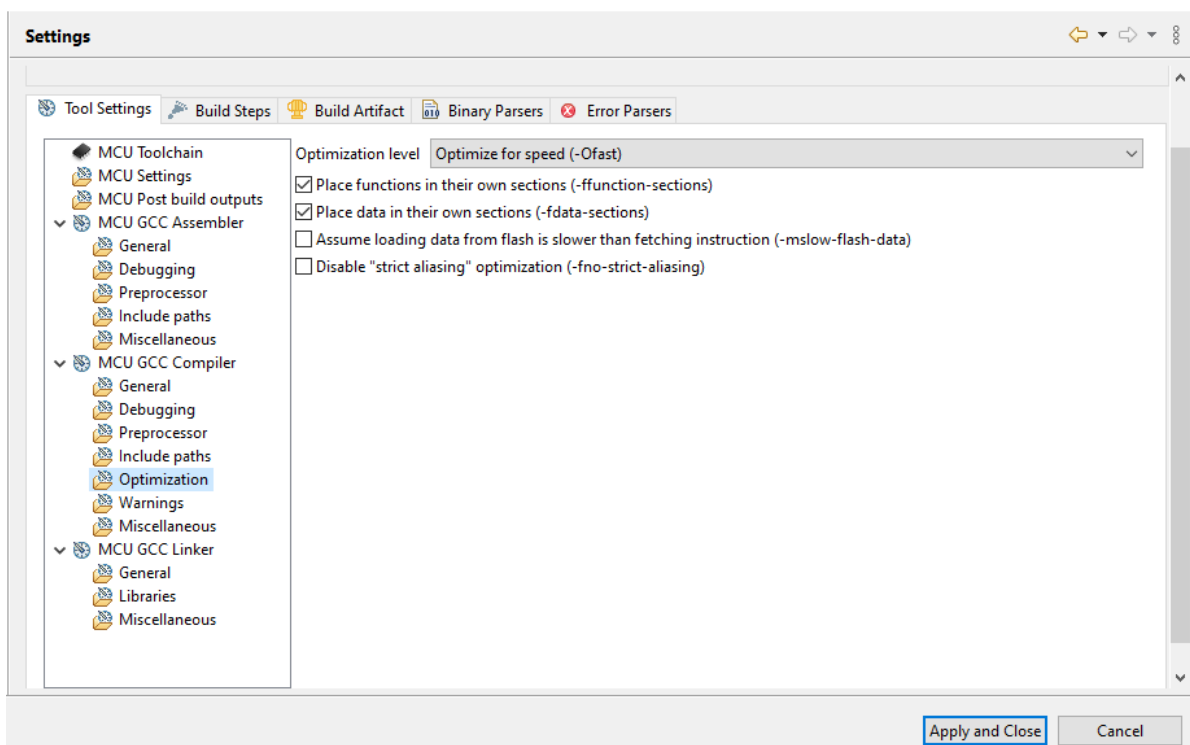 Settings
Tool Settings Build Steps Build Artifact Binary Parsers Error Parsers
MCU Toolchain
MCU Settings
MCU Post build outputs
MCU GCC Assembler
General
Debugging
Preprocessor
Include paths
Miscellaneous
MCU GCC Compiler
General
Debugging
Preprocessor
Include paths
Optimization
Warnings
Miscellaneous
MCU GCC Linker
General
Libraries
Miscellaneous
Optimization level Optimize for speed (-Ofast)
Place functions in their own sections (-ffunction-sections)
Place data in their own sections (-fdata-sections)
Assume loading data from flash is slower than fetching instruction (-mslow-flash-data)
Disable "strict aliasing" optimization (-fno-strict-aliasing)
Apply and Close Cancel